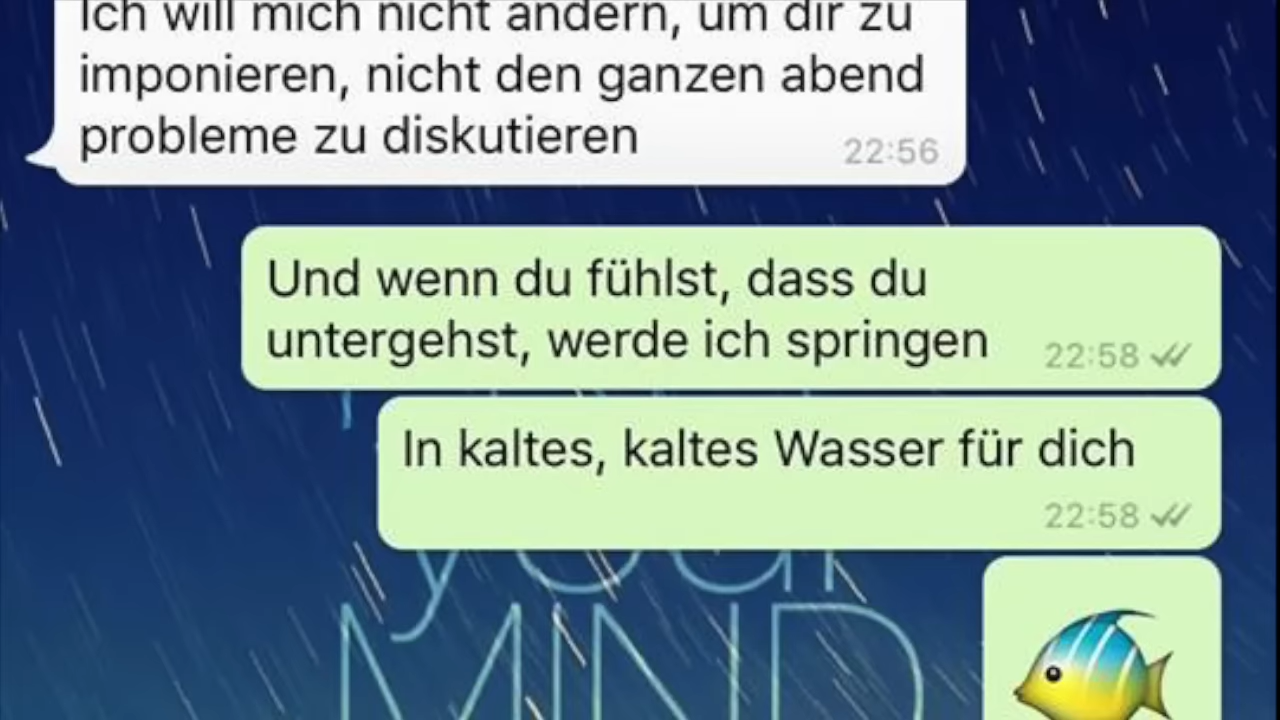 Ich will mich nicht ändern, um dir zu
imponieren, nicht den ganzen abend
probleme zu diskutieren
22:56
Und wenn du fühlst, dass du
untergehst, werde ich springen
22:58
In kaltes, kaltes Wasser für dich
22:58
your
MIND